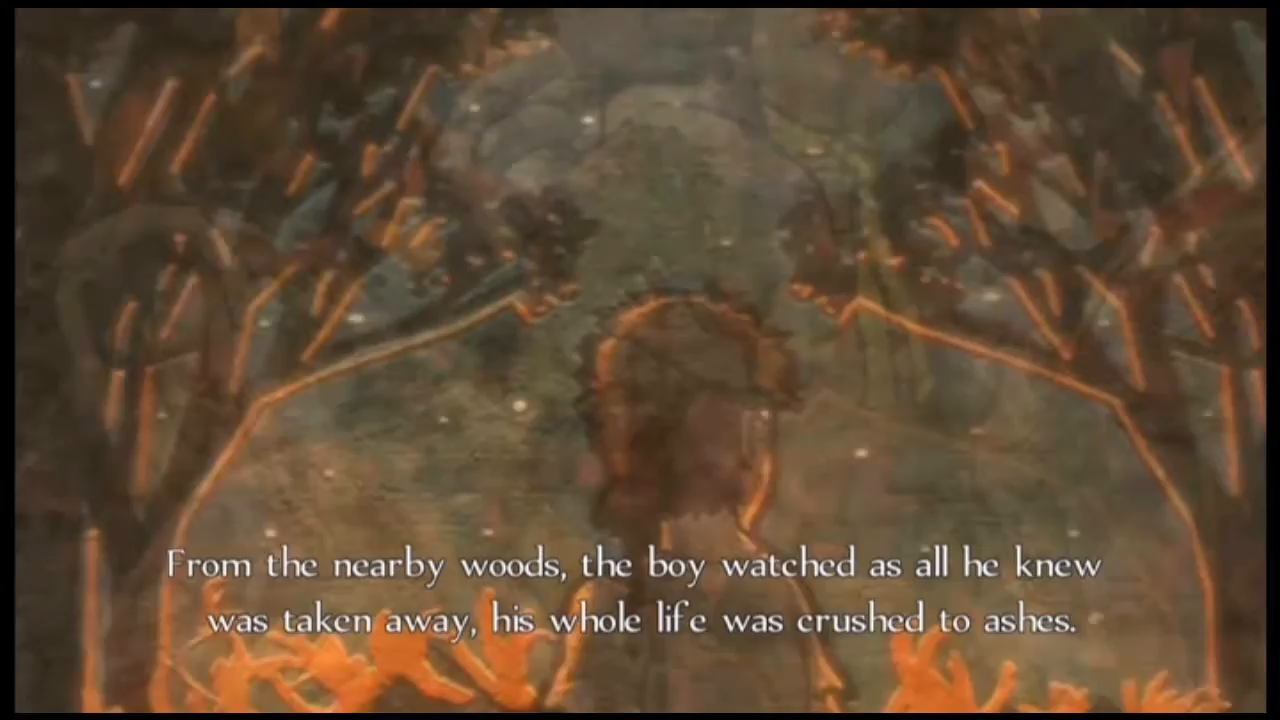 From the nearby woods, the boy watched as all he knew
was taken away, his whole life was crushed to ashes.